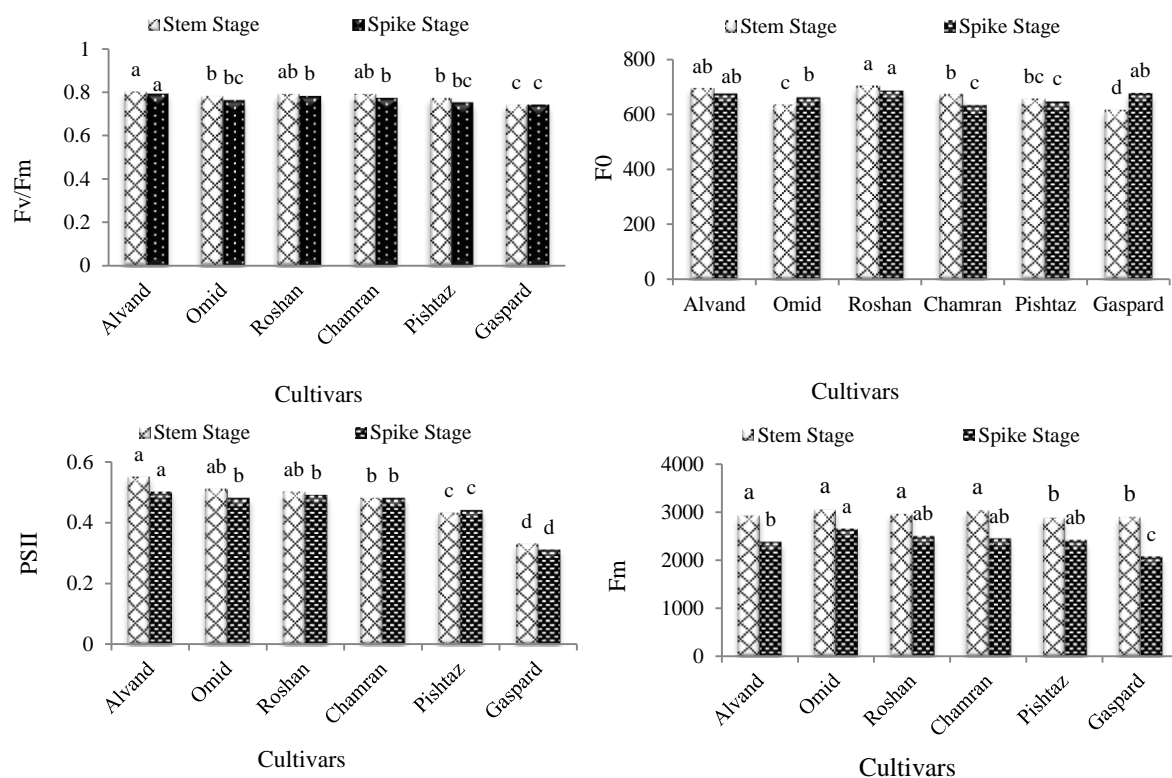 Stem Stage Spike Stage
Fv/Fm
1
0.8
0.6
0.4
0.2
0
a a b bc ab b ab b b bc c c
Alvand Omid Roshan Chamran Pishtaz Gaspard
Cultivars
Stem Stage Spike Stage
F0
800
600
400
200
0
ab ab c b a a b c bc c d ab
Alvand Omid Roshan Chamran Pishtaz Gaspard
Cultivars
Stem Stage Spike Stage
PSII
0.6
0.4
0.2
0
a a ab b ab b b b c c d d
Alvand Omid Roshan Chamran Pishtaz Gaspard
Cultivars
Stem Stage Spike Stage
Fm
4000
3000
2000
1000
0
a b a a a ab a ab b ab b c
Alvand Omid Roshan Chamran Pishtaz Gaspard
Cultivars